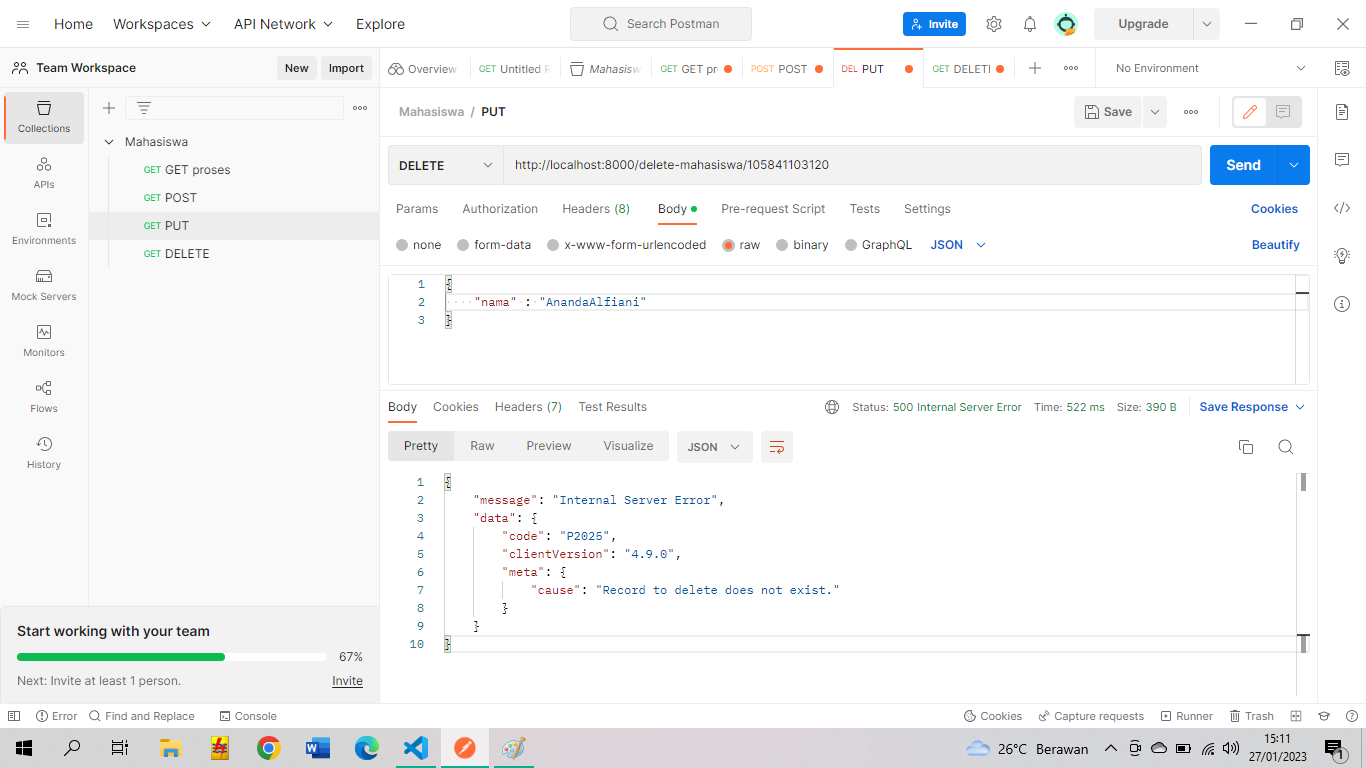 Home Workspaces API Network Explore Search Postman Invite Upgrade
Team Workspace New Import Overview GET Untitled R Mahasisw GET GET pr POST POST DEL PUT GET DELETI No Environment
Collections
APIs
Environments
Mock Servers
Monitors
Flows
History
Mahasiswa
GET GET proses
GET POST
GET PUT
GET DELETE
Start working with your team
67%
Next: Invite at least 1 person. Invite
Mahasiswa / PUT Save
DELETE http://localhost:8000/delete-mahasiswa/105841103120 Send
Params Authorization Headers (8) Body Pre-request Script Tests Settings Cookies
none form-data x-www-form-urlencoded raw binary GraphQL JSON Beautify
1 {
2 "nama" : "AnandaAlfiani"
3 }
Body Cookies Headers (7) Test Results Status: 500 Internal Server Error Time: 522 ms Size: 390 B Save Response
Pretty Raw Preview Visualize JSON
1 {
2 "message": "Internal Server Error",
3 "data": {
4 "code": "P2025",
5 "clientVersion": "4.9.0",
6 "meta": {
7 "cause": "Record to delete does not exist."
8 }
9 }
10 }
Error Find and Replace Console Cookies Capture requests Runner Trash
26°C Berawan 15:11
27/01/2023
1